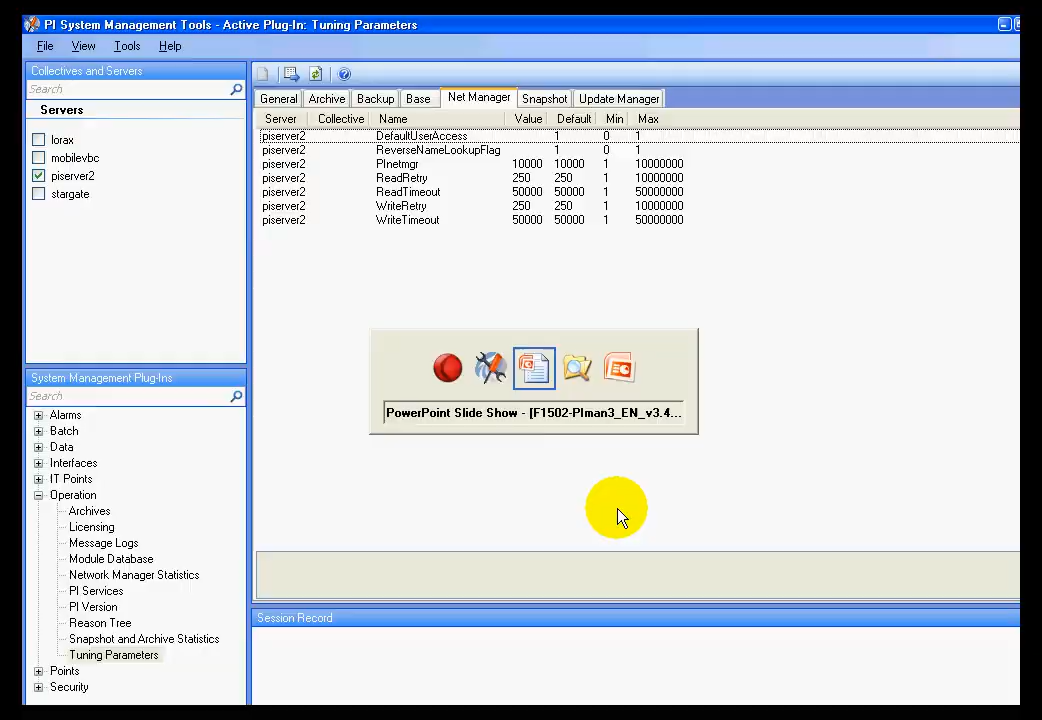 PI System Management Tools - Active Plug-In: Tuning Parameters
File View Tools Help
Collectives and Servers
Search
Servers
lorax
mobilevbc
piserver2
stargate
General Archive Backup Base Net Manager Snapshot Update Manager
Server Collective Name Value Default Min Max
piserver2 DefaultUserAccess 1 0 1
piserver2 ReverseNameLookupFlag 1 0 1
piserver2 PInetmgr 10000 10000 1 10000000
piserver2 ReadRetry 250 250 1 10000000
piserver2 ReadTimeout 50000 50000 1 50000000
piserver2 WriteRetry 250 250 1 10000000
piserver2 WriteTimeout 50000 50000 1 50000000
PowerPoint Slide Show - [F1502-PIman3_EN_v3.4...
System Management Plug-Ins
Search
Alarms
Batch
Data
Interfaces
IT Points
Operation
Archives
Licensing
Message Logs
Module Database
Network Manager Statistics
PI Services
PI Version
Reason Tree
Snapshot and Archive Statistics
Tuning Parameters
Points
Security
Session Record